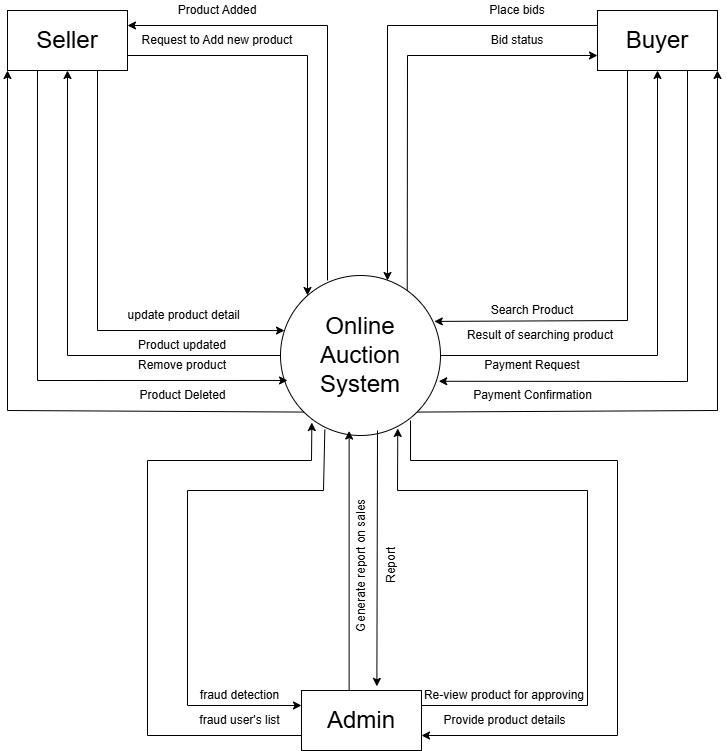 Product Added
Place bids
Seller
Request to Add new product
Bid status
Buyer
update product detail
Search Product
Online
Auction
System
Product updated
Result of searching product
Remove product
Payment Request
Product Deleted
Payment Confirmation
Generate report on sales
Report
fraud detection
Re-view product for approving
fraud user's list
Admin
Provide product details